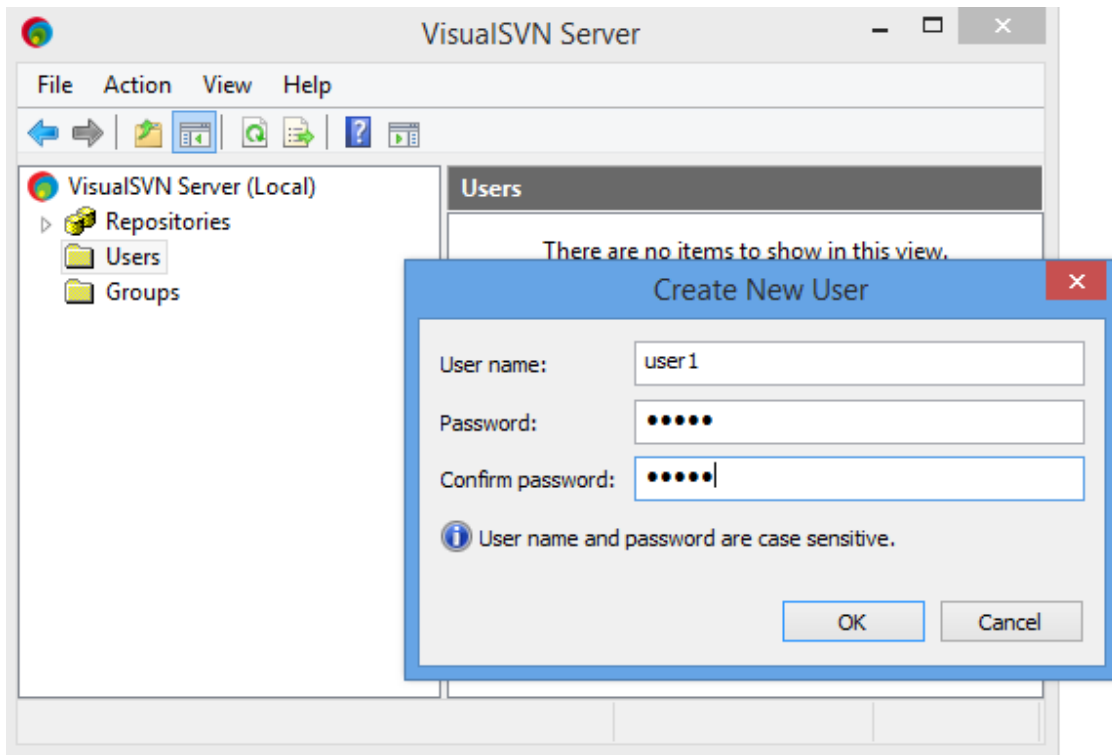 VisualSVN Server
File Action View Help
VisualSVN Server (Local)
Repositories
Users
Groups
Users
There are no items to show in this view.
Create New User
User name: user1
Password: •••••
Confirm password: •••••
User name and password are case sensitive.
OK Cancel